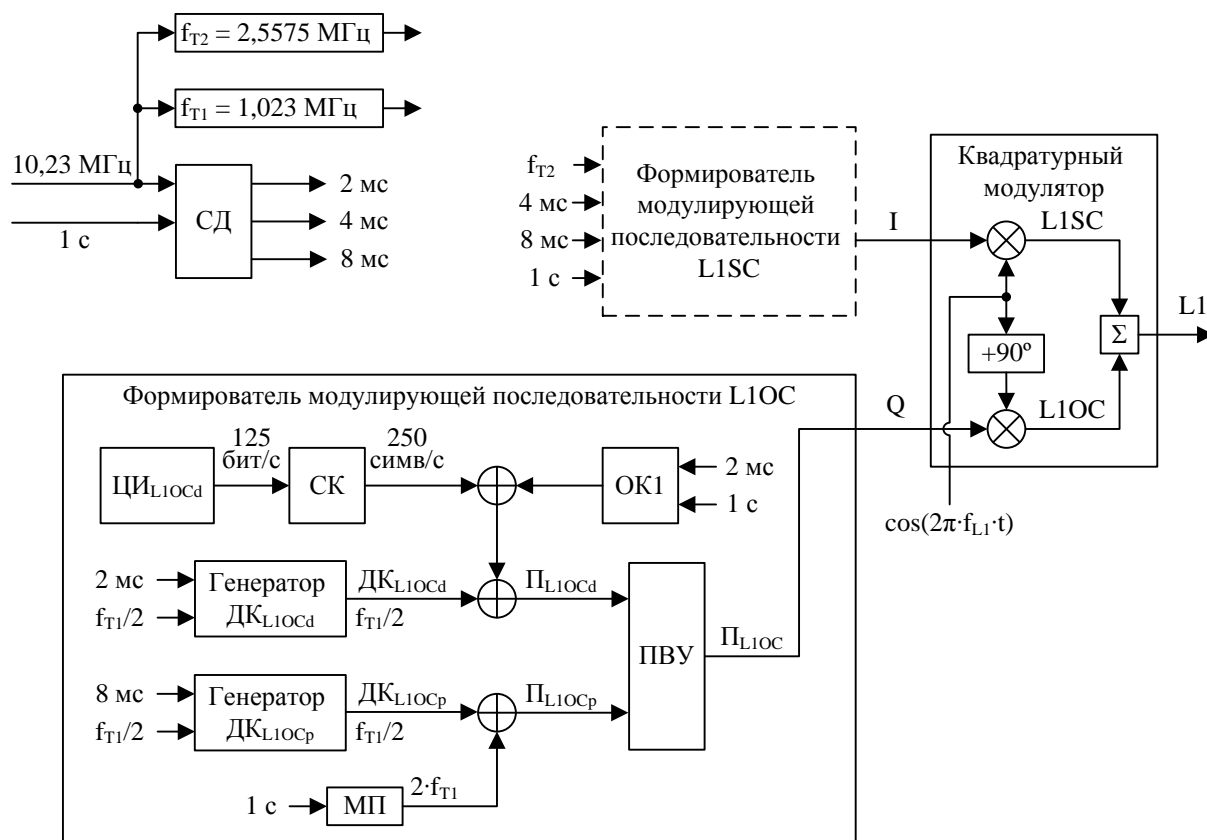 f_T2 = 2,5575 МГц
f_T1 = 1,023 МГц
10,23 МГц
1 с
СД
2 мс
4 мс
8 мс
f_T2
4 мс
8 мс
1 с
Формирователь
модулирующей
последовательности
L1SC
I
Квадратурный
модулятор
L1SC
+90º
Σ
L1
L1OC
Q
cos(2π·f_L1·t)
Формирователь модулирующей последовательности L1OC
ЦИ_L1OCd
125
бит/с
СК
250
симв/с
ОК1
2 мс
1 с
2 мс
f_T1/2
Генератор
ДК_L1OCd
ДК_L1OCd
f_T1/2
П_L1OCd
ПВУ
П_L1OC
8 мс
f_T1/2
Генератор
ДК_L1OCp
ДК_L1OCp
f_T1/2
П_L1OCp
1 с
МП
2·f_T1